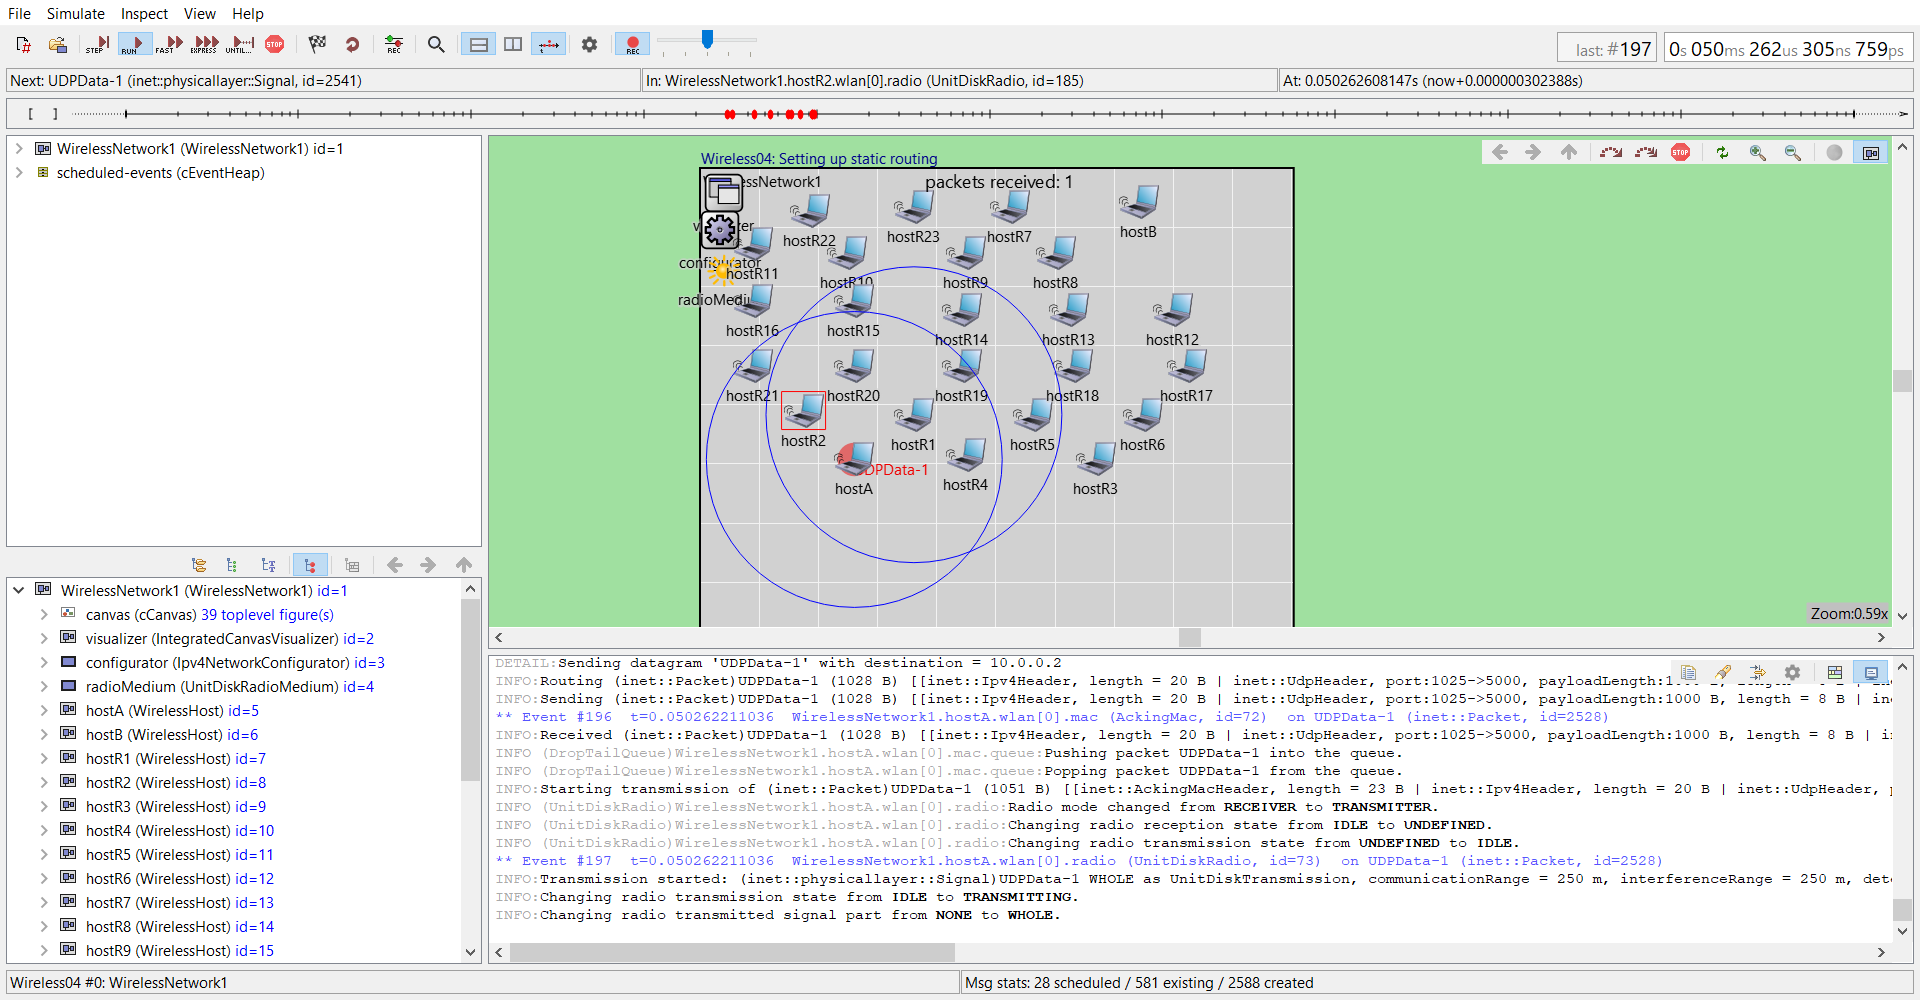 File Simulate Inspect View Help
STEP RUN FAST EXPRESS UNTIL... STOP REC REC
last: #197 0s 050ms 262us 305ns 759ps
Next: UDPData-1 (inet::physicallayer::Signal, id=2541) In: WirelessNetwork1.hostR2.wlan[0].radio (UnitDiskRadio, id=185) At: 0.050262608147s (now+0.000000302388s)
[ ]
WirelessNetwork1 (WirelessNetwork1) id=1
scheduled-events (cEventHeap)
WirelessNetwork1 (WirelessNetwork1) id=1
canvas (cCanvas) 39 toplevel figure(s)
visualizer (IntegratedCanvasVisualizer) id=2
configurator (Ipv4NetworkConfigurator) id=3
radioMedium (UnitDiskRadioMedium) id=4
hostA (WirelessHost) id=5
hostB (WirelessHost) id=6
hostR1 (WirelessHost) id=7
hostR2 (WirelessHost) id=8
hostR3 (WirelessHost) id=9
hostR4 (WirelessHost) id=10
hostR5 (WirelessHost) id=11
hostR6 (WirelessHost) id=12
hostR7 (WirelessHost) id=13
hostR8 (WirelessHost) id=14
hostR9 (WirelessHost) id=15
STOP
Wireless04: Setting up static routing
essNetwork1 packets received: 1
hostR22 hostR23 hostR7 hostB
configurator hostR11 hostR10 hostR9 hostR8
radioMediu
hostR16 hostR15 hostR14 hostR13 hostR12
hostR21 hostR20 hostR19 hostR18 hostR17
hostR2 hostR1 hostR5 hostR6
DPData-1
hostA hostR4 hostR3
Zoom:0.59x
DETAIL:Sending datagram 'UDPData-1' with destination = 10.0.0.2
INFO:Routing (inet::Packet)UDPData-1 (1028 B) [[inet::Ipv4Header, length = 20 B | inet::UdpHeader, port:1025->5000, payloadLength:1
INFO:Sending (inet::Packet)UDPData-1 (1028 B) [[inet::Ipv4Header, length = 20 B | inet::UdpHeader, port:1025->5000, payloadLength:1000 B, length = 8 B | in
** Event #196 t=0.050262211036 WirelessNetwork1.hostA.wlan[0].mac (AckingMac, id=72) on UDPData-1 (inet::Packet, id=2528)
INFO:Received (inet::Packet)UDPData-1 (1028 B) [[inet::Ipv4Header, length = 20 B | inet::UdpHeader, port:1025->5000, payloadLength:1000 B, length = 8 B | i
INFO (DropTailQueue)WirelessNetwork1.hostA.wlan[0].mac.queue:Pushing packet UDPData-1 into the queue.
INFO (DropTailQueue)WirelessNetwork1.hostA.wlan[0].mac.queue:Popping packet UDPData-1 from the queue.
INFO:Starting transmission of (inet::Packet)UDPData-1 (1051 B) [[inet::AckingMacHeader, length = 23 B | inet::Ipv4Header, length = 20 B | inet::UdpHeader, p
INFO (UnitDiskRadio)WirelessNetwork1.hostA.wlan[0].radio:Radio mode changed from RECEIVER to TRANSMITTER.
INFO (UnitDiskRadio)WirelessNetwork1.hostA.wlan[0].radio:Changing radio reception state from IDLE to UNDEFINED.
INFO (UnitDiskRadio)WirelessNetwork1.hostA.wlan[0].radio:Changing radio transmission state from UNDEFINED to IDLE.
** Event #197 t=0.050262211036 WirelessNetwork1.hostA.wlan[0].radio (UnitDiskRadio, id=73) on UDPData-1 (inet::Packet, id=2528)
INFO:Transmission started: (inet::physicallayer::Signal)UDPData-1 WHOLE as UnitDiskTransmission, communicationRange = 250 m, interferenceRange = 250 m, det
INFO:Changing radio transmission state from IDLE to TRANSMITTING.
INFO:Changing radio transmitted signal part from NONE to WHOLE.
Wireless04 #0: WirelessNetwork1 Msg stats: 28 scheduled / 581 existing / 2588 created